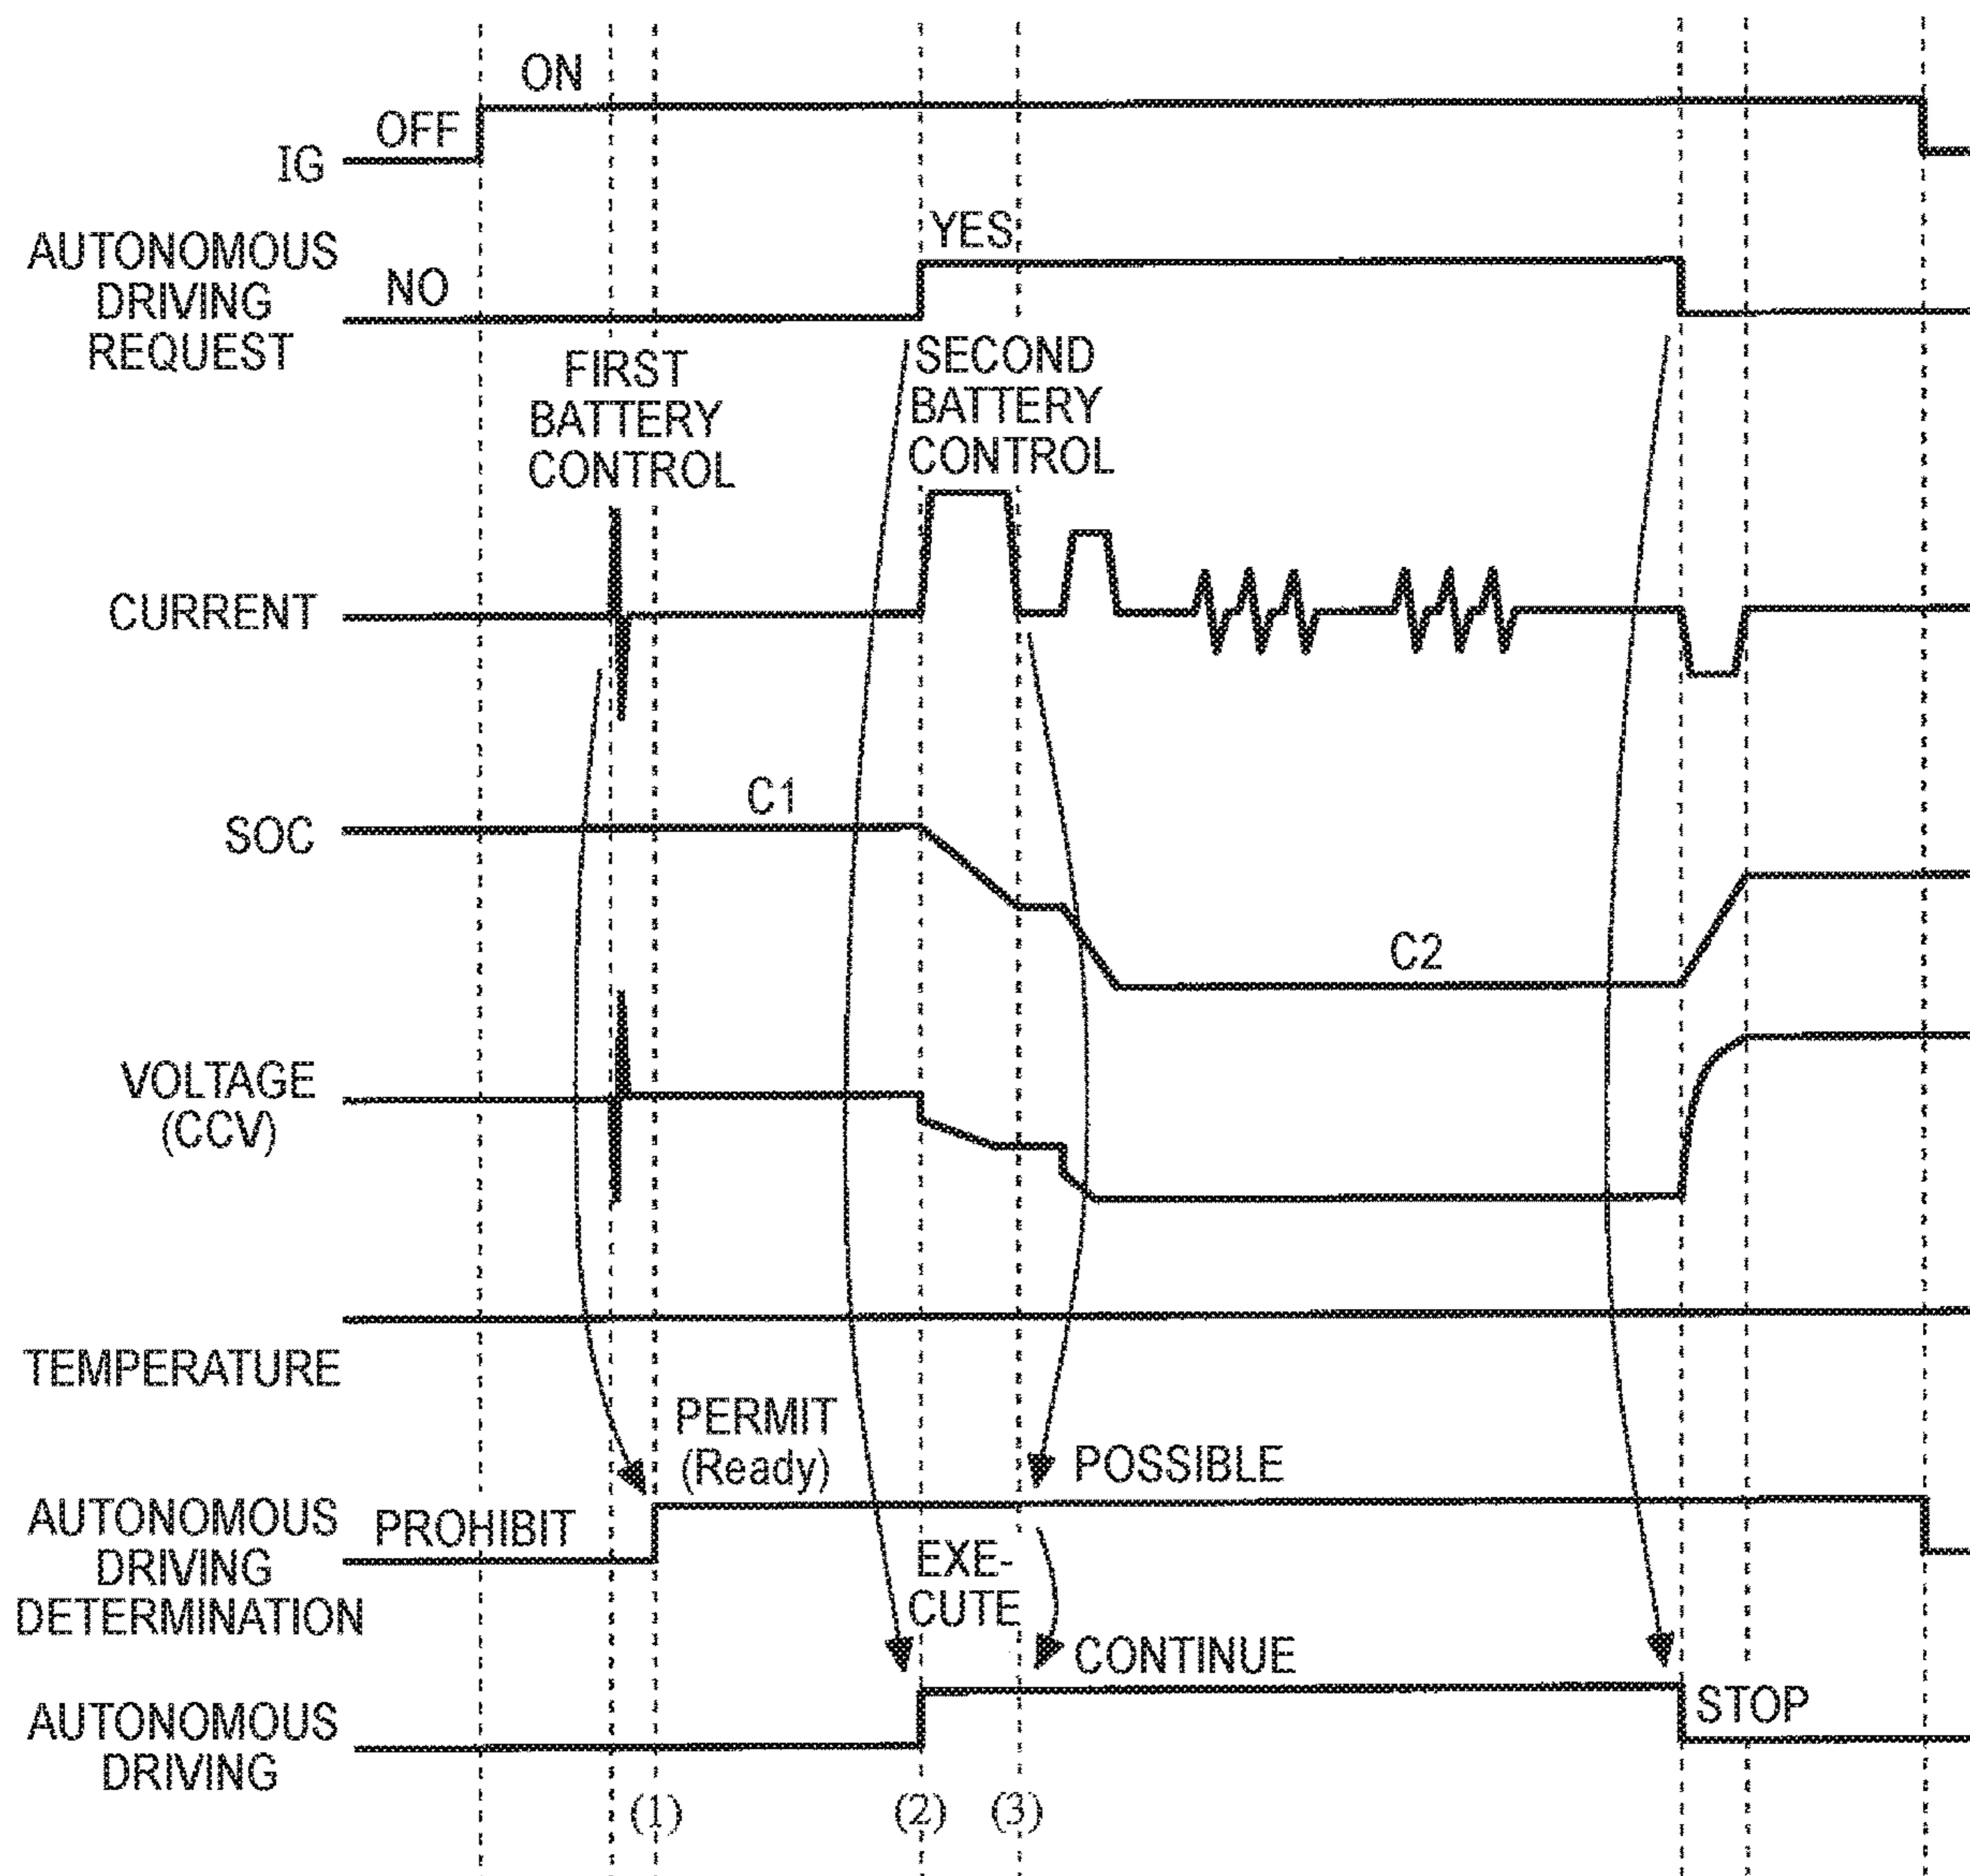 ON
OFF
IG
YES
AUTONOMOUS
DRIVING
REQUEST
NO
FIRST
BATTERY
CONTROL
SECOND
BATTERY
CONTROL
CURRENT
C1
SOC
C2
VOLTAGE
(CCV)
TEMPERATURE
PERMIT
(Ready)
POSSIBLE
AUTONOMOUS
DRIVING
DETERMINATION
PROHIBIT
EXE-
CUTE
CONTINUE
AUTONOMOUS
DRIVING
STOP
(1)
(2)
(3)